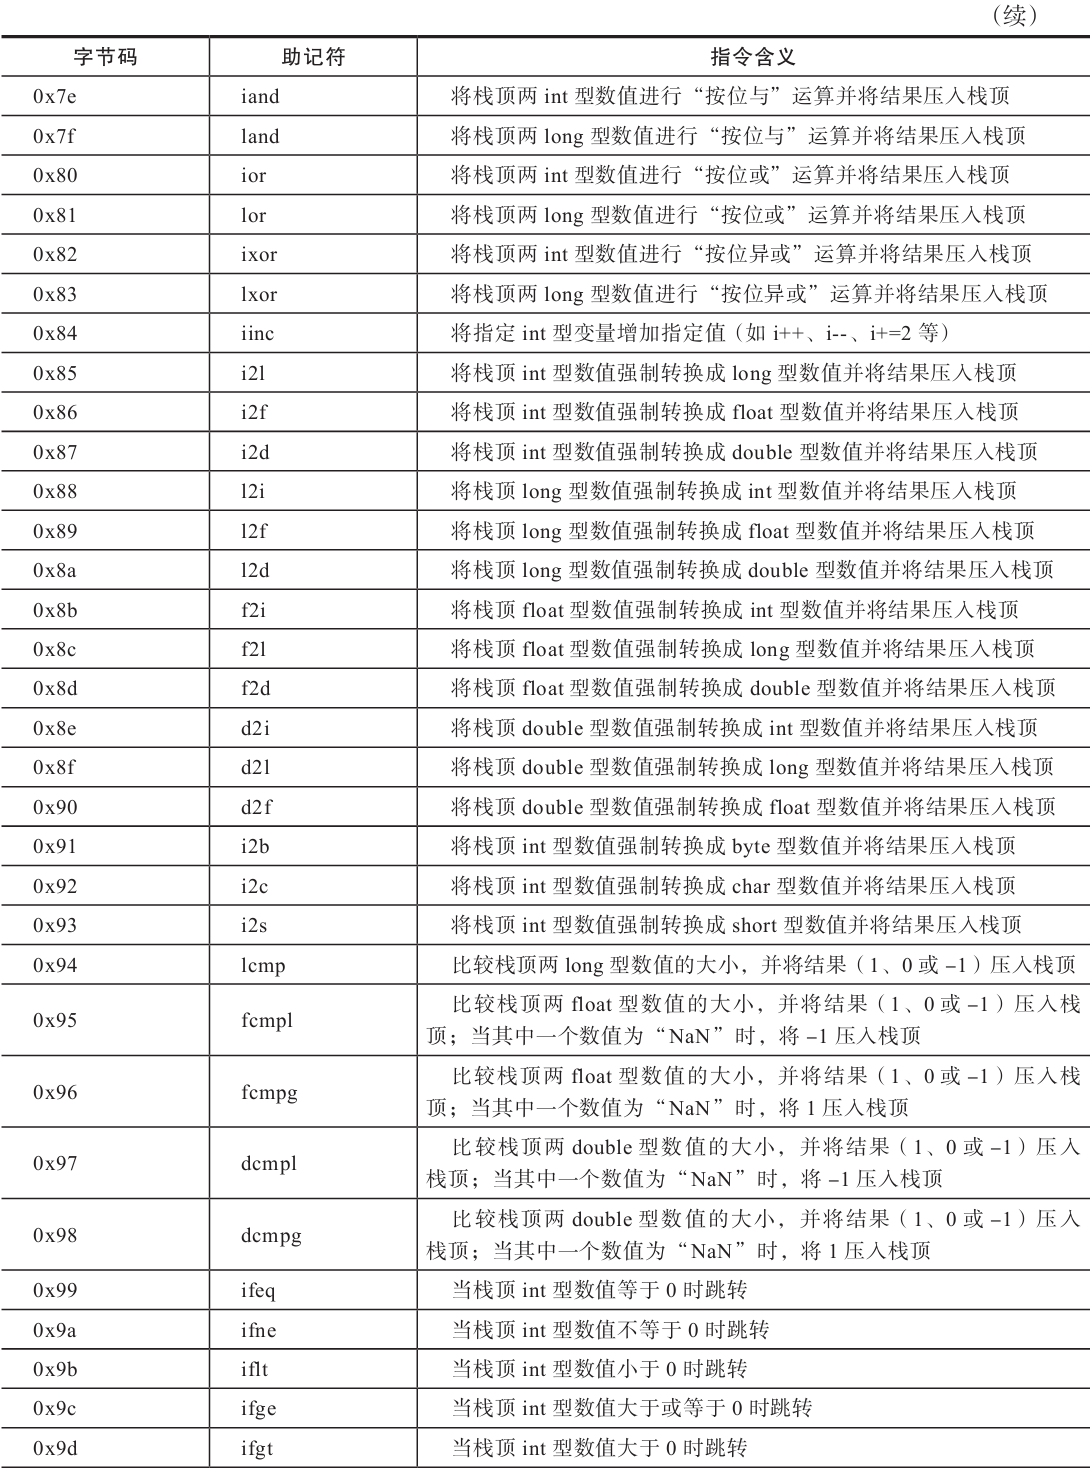 （续）
字节码 助记符 指令含义
0x7e iand 将栈顶两 int 型数值进行“按位与”运算并将结果压入栈顶
0x7f land 将栈顶两 long 型数值进行“按位与”运算并将结果压入栈顶
0x80 ior 将栈顶两 int 型数值进行“按位或”运算并将结果压入栈顶
0x81 lor 将栈顶两 long 型数值进行“按位或”运算并将结果压入栈顶
0x82 ixor 将栈顶两 int 型数值进行“按位异或”运算并将结果压入栈顶
0x83 lxor 将栈顶两 long 型数值进行“按位异或”运算并将结果压入栈顶
0x84 iinc 将指定 int 型变量增加指定值（如 i++、i--、i+=2 等）
0x85 i2l 将栈顶 int 型数值强制转换成 long 型数值并将结果压入栈顶
0x86 i2f 将栈顶 int 型数值强制转换成 float 型数值并将结果压入栈顶
0x87 i2d 将栈顶 int 型数值强制转换成 double 型数值并将结果压入栈顶
0x88 l2i 将栈顶 long 型数值强制转换成 int 型数值并将结果压入栈顶
0x89 l2f 将栈顶 long 型数值强制转换成 float 型数值并将结果压入栈顶
0x8a l2d 将栈顶 long 型数值强制转换成 double 型数值并将结果压入栈顶
0x8b f2i 将栈顶 float 型数值强制转换成 int 型数值并将结果压入栈顶
0x8c f2l 将栈顶 float 型数值强制转换成 long 型数值并将结果压入栈顶
0x8d f2d 将栈顶 float 型数值强制转换成 double 型数值并将结果压入栈顶
0x8e d2i 将栈顶 double 型数值强制转换成 int 型数值并将结果压入栈顶
0x8f d2l 将栈顶 double 型数值强制转换成 long 型数值并将结果压入栈顶
0x90 d2f 将栈顶 double 型数值强制转换成 float 型数值并将结果压入栈顶
0x91 i2b 将栈顶 int 型数值强制转换成 byte 型数值并将结果压入栈顶
0x92 i2c 将栈顶 int 型数值强制转换成 char 型数值并将结果压入栈顶
0x93 i2s 将栈顶 int 型数值强制转换成 short 型数值并将结果压入栈顶
0x94 lcmp 比较栈顶两 long 型数值的大小，并将结果（1、0 或 –1）压入栈顶
0x95 fcmpl 比较栈顶两 float 型数值的大小，并将结果（1、0 或 –1）压入栈
顶；当其中一个数值为“NaN”时，将 –1 压入栈顶
0x96 fcmpg 比较栈顶两 float 型数值的大小，并将结果（1、0 或 –1）压入栈
顶；当其中一个数值为“NaN”时，将 1 压入栈顶
0x97 dcmpl 比较栈顶两 double 型数值的大小，并将结果（1、0 或 –1）压入
栈顶；当其中一个数值为“NaN”时，将 –1 压入栈顶
0x98 dcmpg 比较栈顶两 double 型数值的大小，并将结果（1、0 或 –1）压入
栈顶；当其中一个数值为“NaN”时，将 1 压入栈顶
0x99 ifeq 当栈顶 int 型数值等于 0 时跳转
0x9a ifne 当栈顶 int 型数值不等于 0 时跳转
0x9b iflt 当栈顶 int 型数值小于 0 时跳转
0x9c ifge 当栈顶 int 型数值大于或等于 0 时跳转
0x9d ifgt 当栈顶 int 型数值大于 0 时跳转